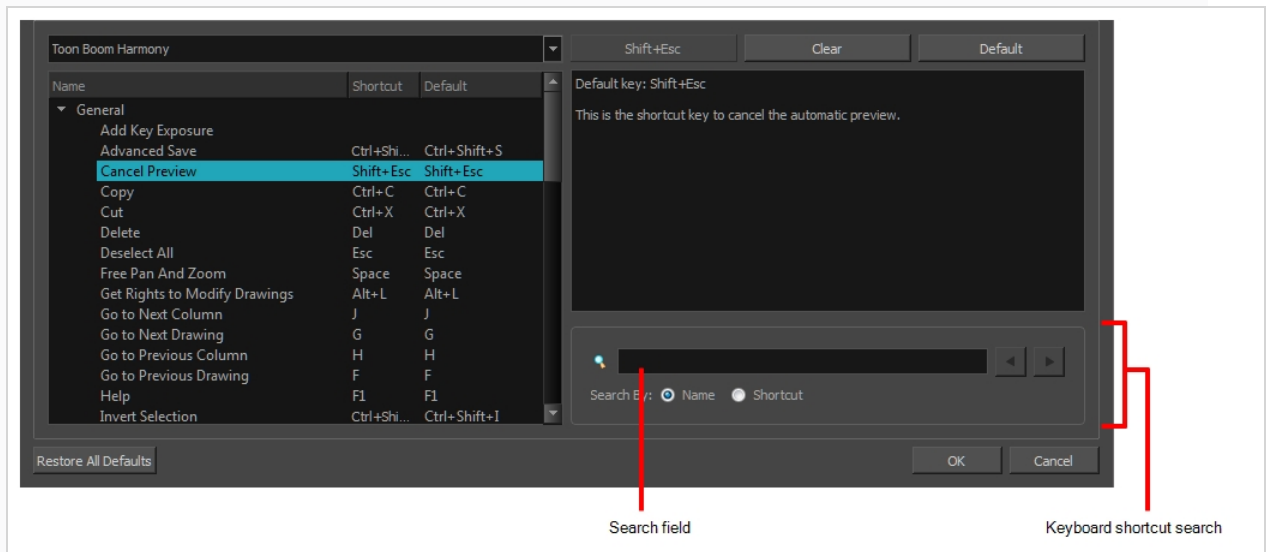 Toon Boom Harmony Shift+Esc Clear Default
Name Shortcut Default
General
Add Key Exposure
Advanced Save Ctrl+Shi... Ctrl+Shift+S
Cancel Preview Shift+Esc Shift+Esc
Copy Ctrl+C Ctrl+C
Cut Ctrl+X Ctrl+X
Delete Del Del
Deselect All Esc Esc
Free Pan And Zoom Space Space
Get Rights to Modify Drawings Alt+L Alt+L
Go to Next Column J J
Go to Next Drawing G G
Go to Previous Column H H
Go to Previous Drawing F F
Help F1 F1
Invert Selection Ctrl+Shi... Ctrl+Shift+I
Default key: Shift+Esc
This is the shortcut key to cancel the automatic preview.
Search By: Name Shortcut
Restore All Defaults OK Cancel
Search field Keyboard shortcut search